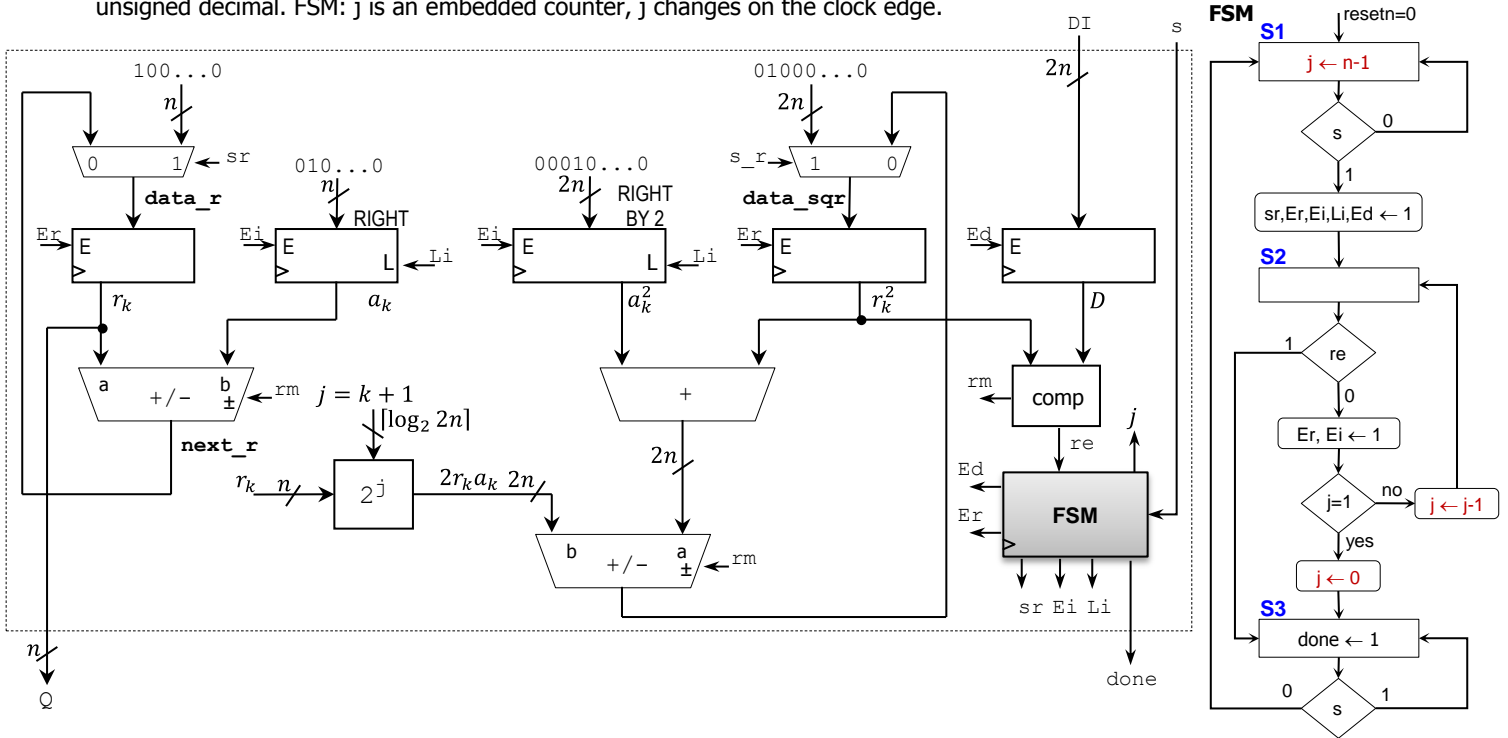 unsigned decimal. FSM: j is an embedded counter, j changes on the clock edge.
DI
s
100...0
n
0 1
sr
data_r
Er
E
r_k
010...0
n
RIGHT
Ei
E
L
Li
a_k
00010...0
2n
RIGHT
BY 2
Ei
E
L
Li
a_k^2
01000...0
2n
s_r
1 0
data_sqr
Er
E
r_k^2
2n
Ed
E
D
a
b
+/-
±
rm
next_r
j = k + 1
⌈log₂ 2n⌉
r_k
n
2^j
2r_k a_k 2n
+
2n
b
a
+/-
±
rm
rm
comp
re
j
Ed
Er
FSM
sr Ei Li
done
n
Q
FSM
resetn=0
S1
j ← n-1
s
0
1
sr,Er,Ei,Li,Ed ← 1
S2
1
re
0
Er, Ei ← 1
j=1
no
j ← j-1
yes
j ← 0
S3
done ← 1
0
s
1